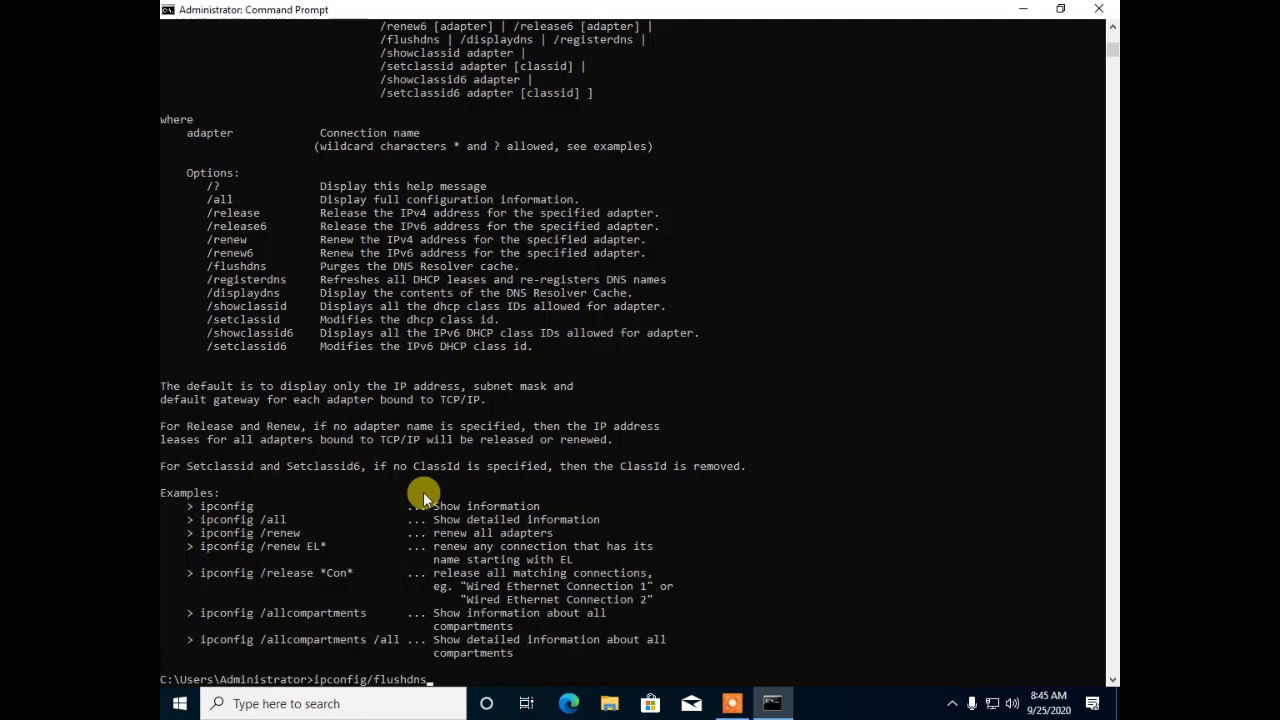 Administrator: Command Prompt
/renew6 [adapter] | /release6 [adapter] |
/flushdns | /displaydns | /registerdns |
/showclassid adapter |
/setclassid adapter [classid] |
/showclassid6 adapter |
/setclassid6 adapter [classid] ]
where
adapter Connection name
(wildcard characters * and ? allowed, see examples)
Options:
/? Display this help message
/all Display full configuration information.
/release Release the IPv4 address for the specified adapter.
/release6 Release the IPv6 address for the specified adapter.
/renew Renew the IPv4 address for the specified adapter.
/renew6 Renew the IPv6 address for the specified adapter.
/flushdns Purges the DNS Resolver cache.
/registerdns Refreshes all DHCP leases and re-registers DNS names
/displaydns Display the contents of the DNS Resolver Cache.
/showclassid Displays all the dhcp class IDs allowed for adapter.
/setclassid Modifies the dhcp class id.
/showclassid6 Displays all the IPv6 DHCP class IDs allowed for adapter.
/setclassid6 Modifies the IPv6 DHCP class id.
The default is to display only the IP address, subnet mask and
default gateway for each adapter bound to TCP/IP.
For Release and Renew, if no adapter name is specified, then the IP address
leases for all adapters bound to TCP/IP will be released or renewed.
For Setclassid and Setclassid6, if no ClassId is specified, then the ClassId is removed.
Examples:
> ipconfig ... Show information
> ipconfig /all ... Show detailed information
> ipconfig /renew ... renew all adapters
> ipconfig /renew EL* ... renew any connection that has its
name starting with EL
> ipconfig /release *Con* ... release all matching connections,
eg. "Wired Ethernet Connection 1" or
"Wired Ethernet Connection 2"
> ipconfig /allcompartments ... Show information about all
compartments
> ipconfig /allcompartments /all ... Show detailed information about all
compartments
C:\Users\Administrator>ipconfig/flushdns_
Type here to search
8:45 AM
9/25/2020